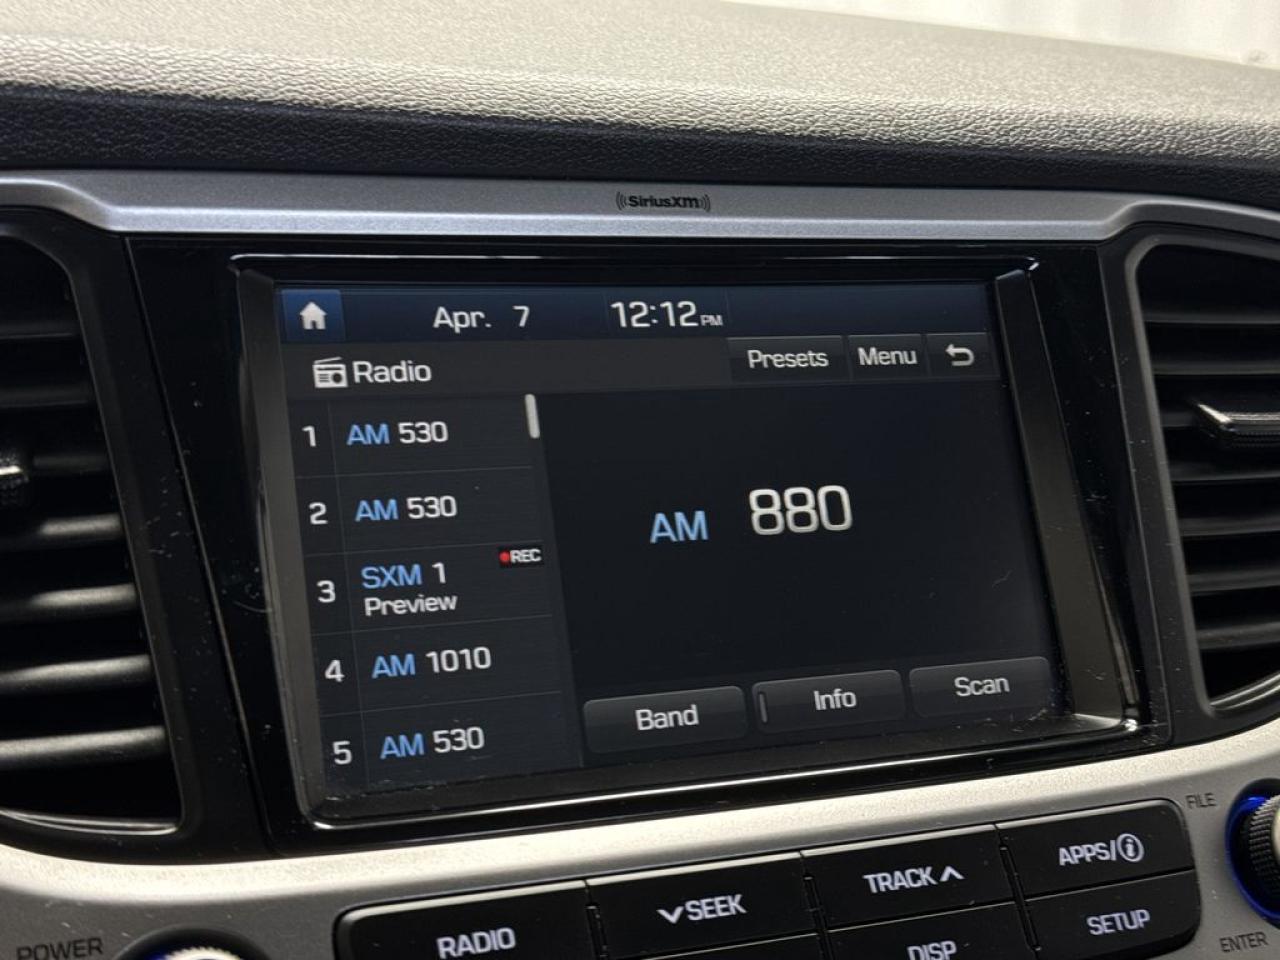 SiriusXM
Apr. 7 12:12 PM
Radio Presets Menu
1 AM 530
2 AM 530
3 SXM 1 REC
Preview
4 AM 1010
5 AM 530
AM 880
Band Info Scan
FILE
RADIO SEEK TRACK APPS/i
POWER DISP SETUP ENTER